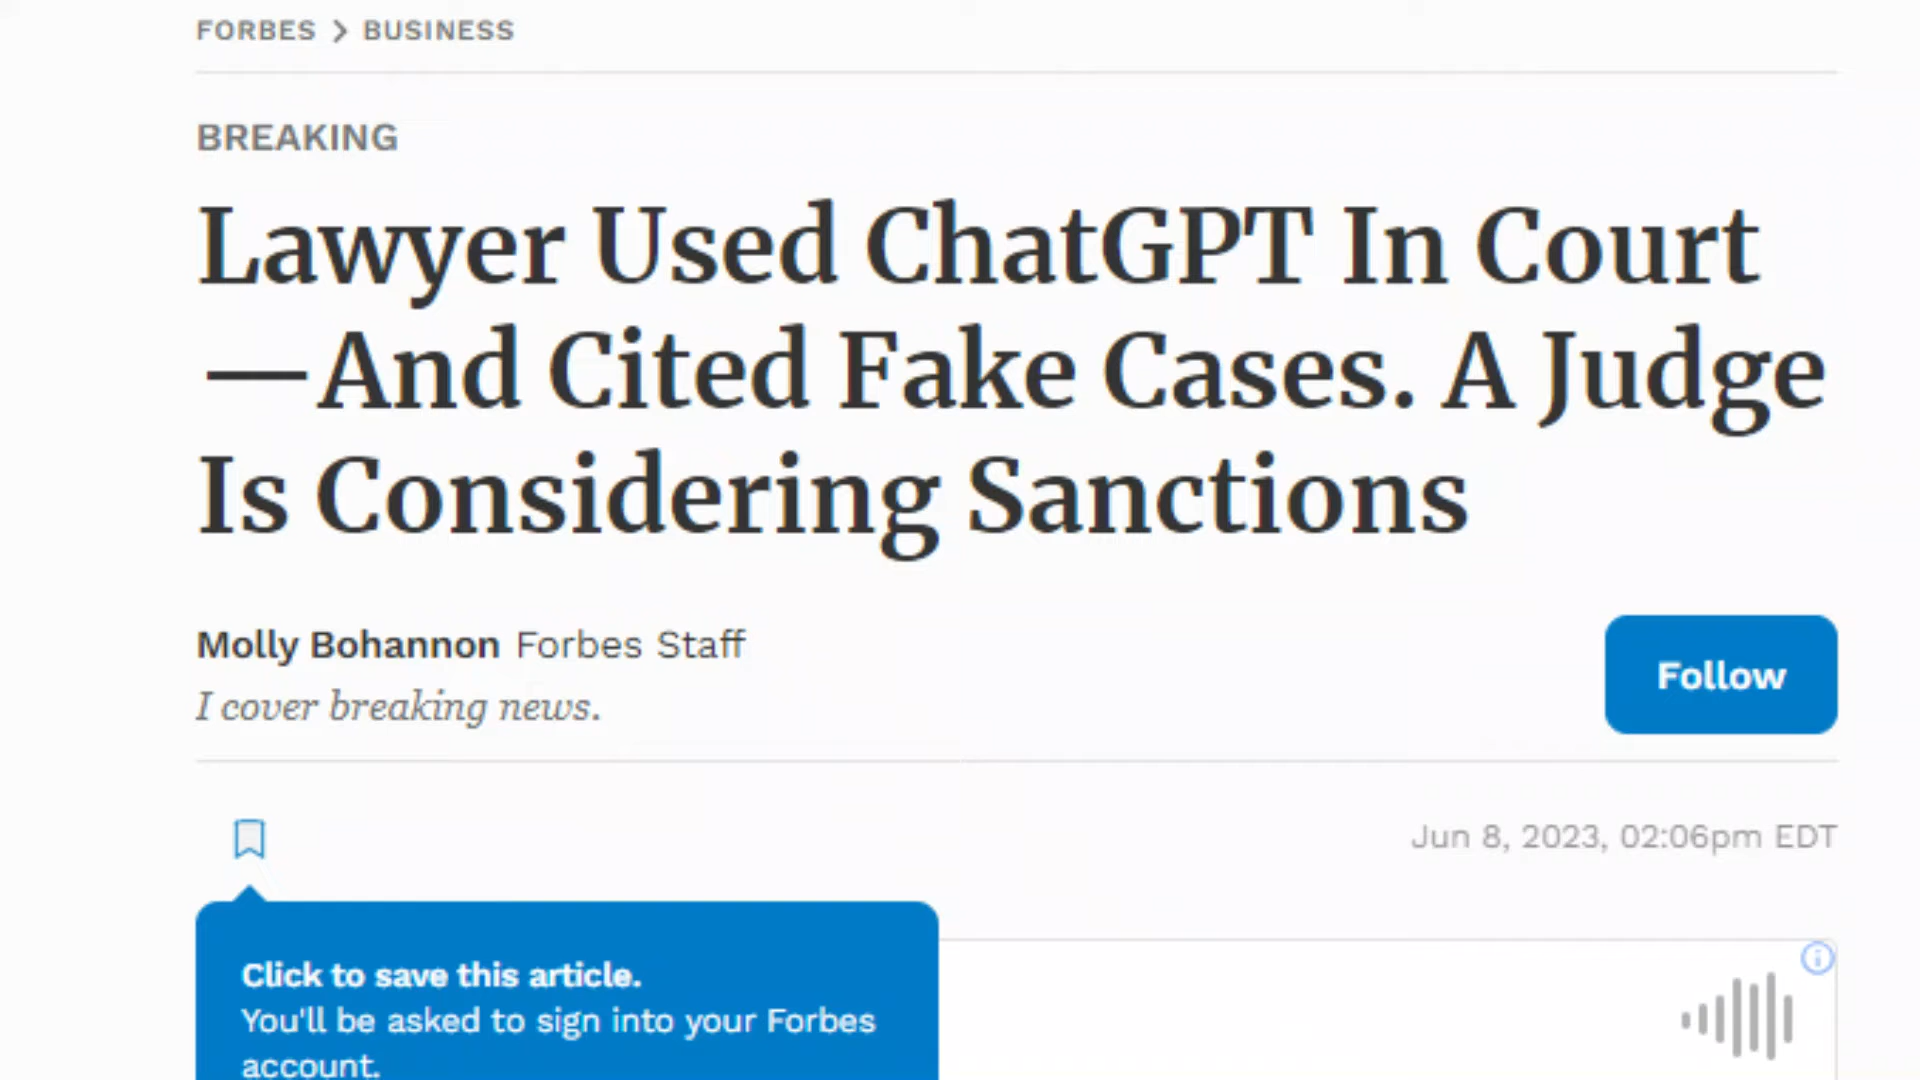 FORBES > BUSINESS
BREAKING
Lawyer Used ChatGPT In Court
—And Cited Fake Cases. A Judge
Is Considering Sanctions
Molly Bohannon Forbes Staff
I cover breaking news.
Follow
Jun 8, 2023, 02:06pm EDT
Click to save this article.
You'll be asked to sign into your Forbes
account.